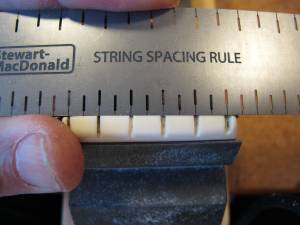 Stewart-
MacDonald
STRING SPACING RULE